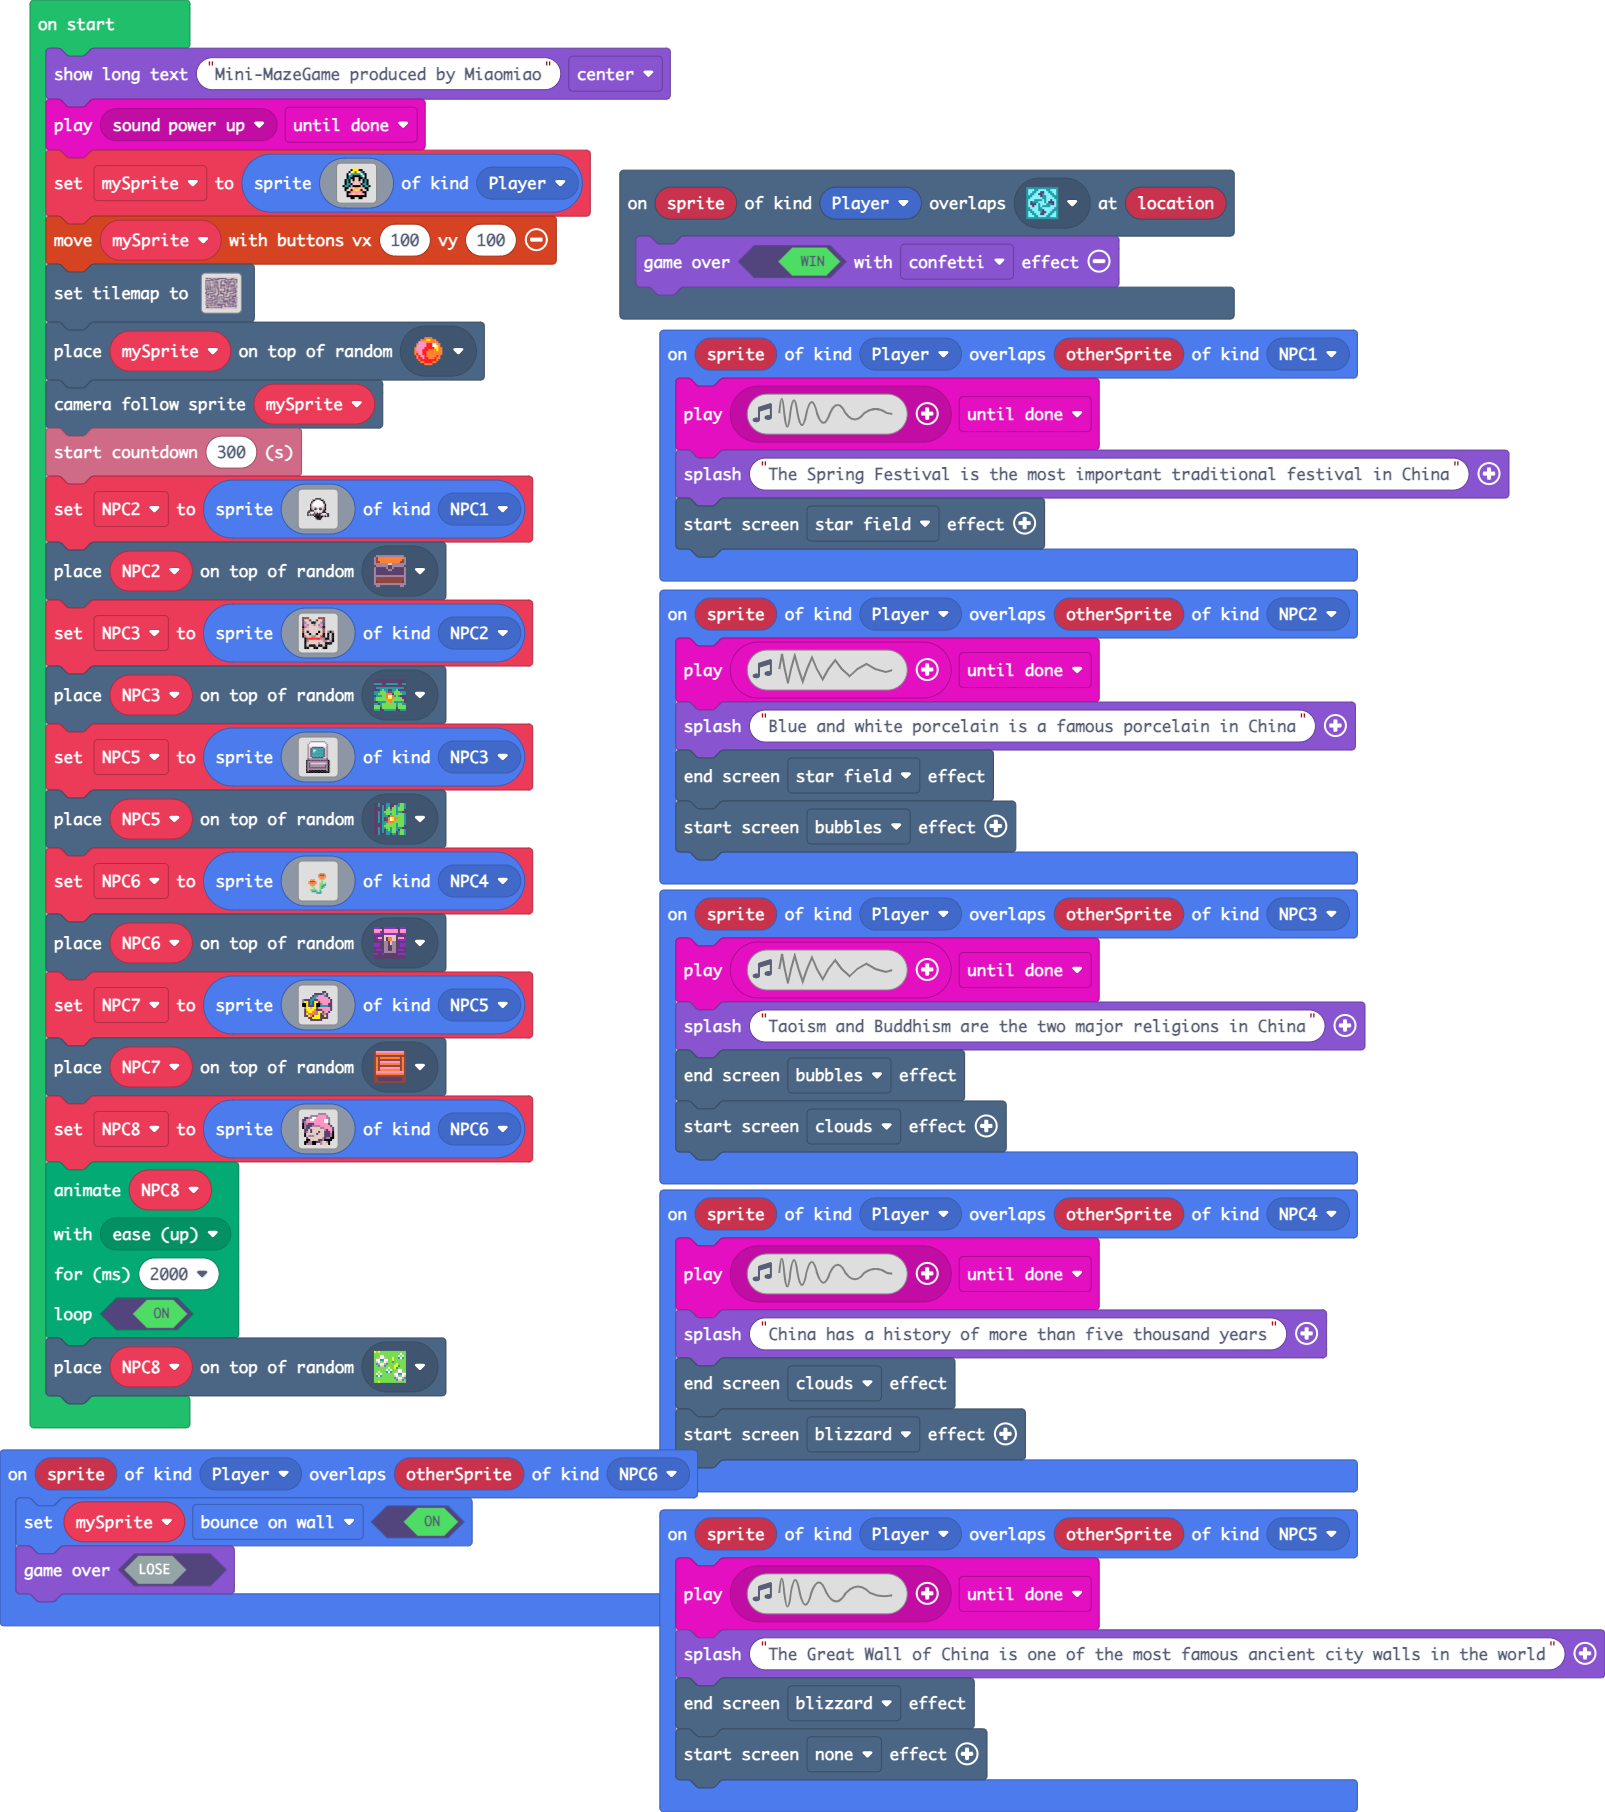 on start
show long text "Mini-MazeGame produced by Miaomiao" center
play sound power up until done
set mySprite to sprite of kind Player
move mySprite with buttons vx 100 vy 100
set tilemap to
place mySprite on top of random
camera follow sprite mySprite
start countdown 300 (s)
set NPC2 to sprite of kind NPC1
place NPC2 on top of random
set NPC3 to sprite of kind NPC2
place NPC3 on top of random
set NPC5 to sprite of kind NPC3
place NPC5 on top of random
set NPC6 to sprite of kind NPC4
place NPC6 on top of random
set NPC7 to sprite of kind NPC5
place NPC7 on top of random
set NPC8 to sprite of kind NPC6
animate NPC8
with ease (up)
for (ms) 2000
loop ON
place NPC8 on top of random
on sprite of kind Player overlaps otherSprite of kind NPC6
set mySprite bounce on wall ON
game over LOSE
on sprite of kind Player overlaps at location
game over WIN with confetti effect
on sprite of kind Player overlaps otherSprite of kind NPC1
play until done
splash "The Spring Festival is the most important traditional festival in China"
start screen star field effect
on sprite of kind Player overlaps otherSprite of kind NPC2
play until done
splash "Blue and white porcelain is a famous porcelain in China"
end screen star field effect
start screen bubbles effect
on sprite of kind Player overlaps otherSprite of kind NPC3
play until done
splash "Taoism and Buddhism are the two major religions in China"
end screen bubbles effect
start screen clouds effect
on sprite of kind Player overlaps otherSprite of kind NPC4
play until done
splash "China has a history of more than five thousand years"
end screen clouds effect
start screen blizzard effect
on sprite of kind Player overlaps otherSprite of kind NPC5
play until done
splash "The Great Wall of China is one of the most famous ancient city walls in the world"
end screen blizzard effect
start screen none effect